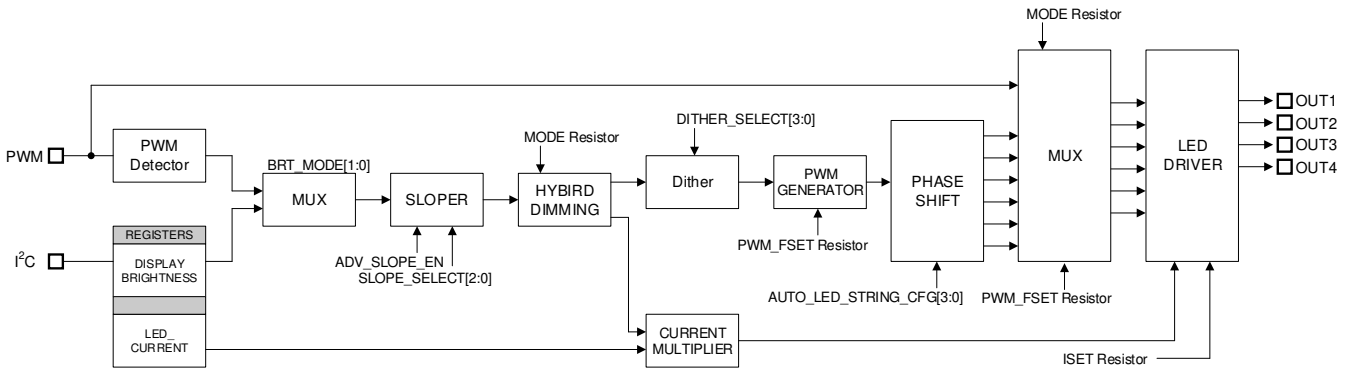 MODE Resistor
PWM
PWM
Detector
BRT_MODE[1:0]
MUX
SLOPER
ADV_SLOPE_EN
SLOPE_SELECT[2:0]
MODE Resistor
HYBIRD
DIMMING
DITHER_SELECT[3:0]
Dither
PWM
GENERATOR
PWM_FSET Resistor
PHASE
SHIFT
AUTO_LED_STRING_CFG[3:0]
MUX
PWM_FSET Resistor
LED
DRIVER
OUT1
OUT2
OUT3
OUT4
I²C
REGISTERS
DISPLAY
BRIGHTNESS
LED_
CURRENT
CURRENT
MULTIPLIER
ISET Resistor